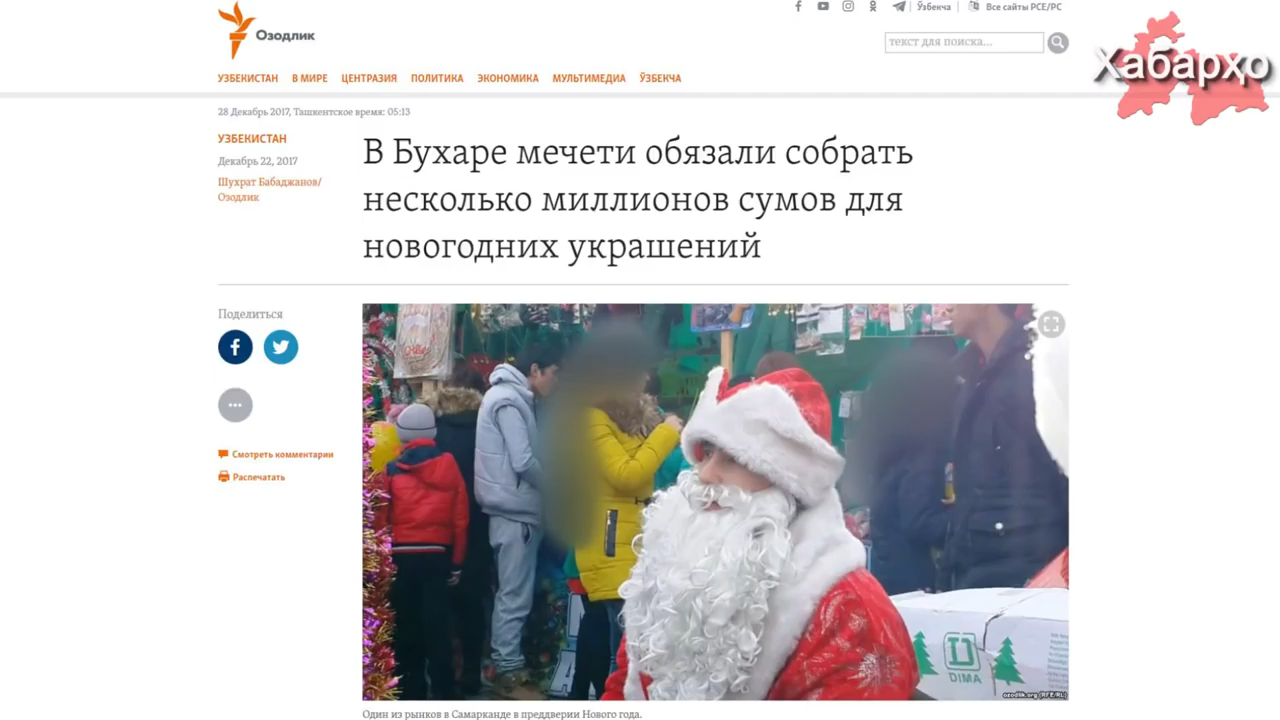 Ўзбекча
Все сайты РСЕ/РС
Озодлик
текст для поиска...
Хабарҳо
УЗБЕКИСТАН
В МИРЕ
ЦЕНТРАЗИЯ
ПОЛИТИКА
ЭКОНОМИКА
МУЛЬТИМЕДИА
ЎЗБЕКЧА
28 Декабрь 2017, Ташкентское время: 05:13
УЗБЕКИСТАН
Декабрь 22, 2017
Шухрат Бабаджанов/
Озодлик
В Бухаре мечети обязали собрать
несколько миллионов сумов для
новогодних украшений
Поделиться
Смотреть комментарии
Распечатать
DIMA
ozodlik.org (RFE/RL)
Один из рынков в Самарканде в преддверии Нового года.